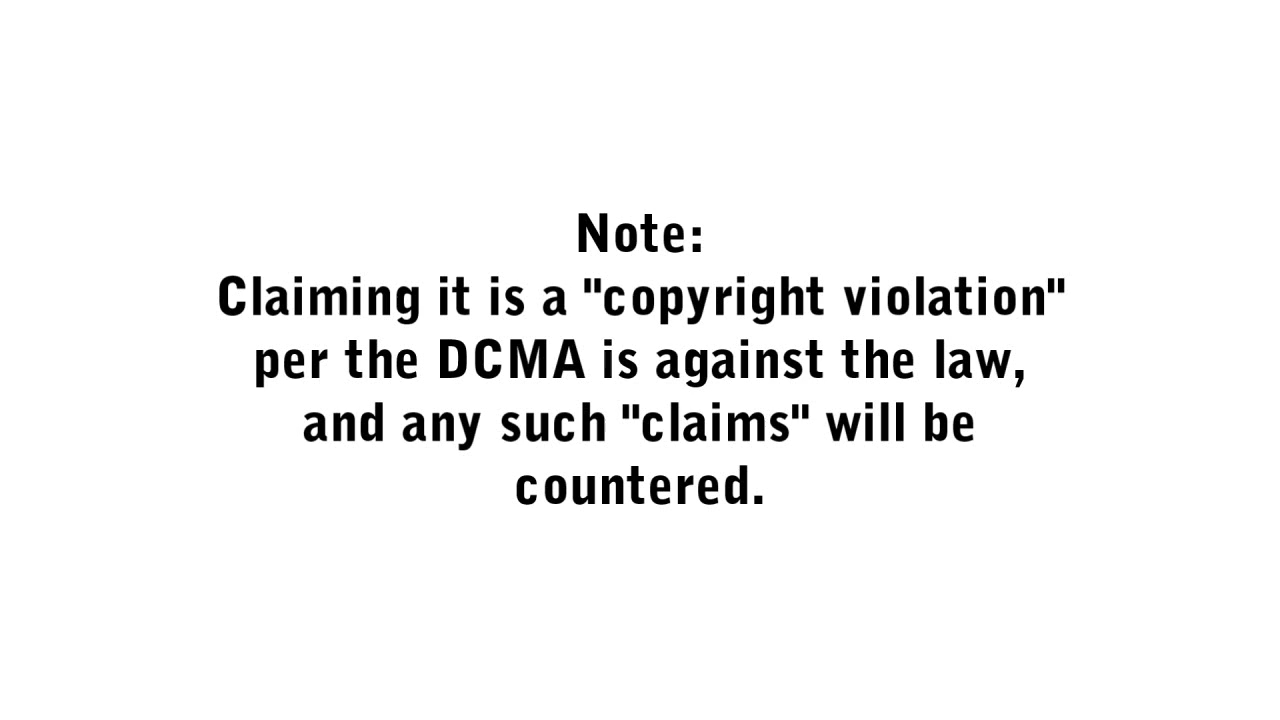 Note:
Claiming it is a "copyright violation"
per the DCMA is against the law,
and any such "claims" will be
countered.